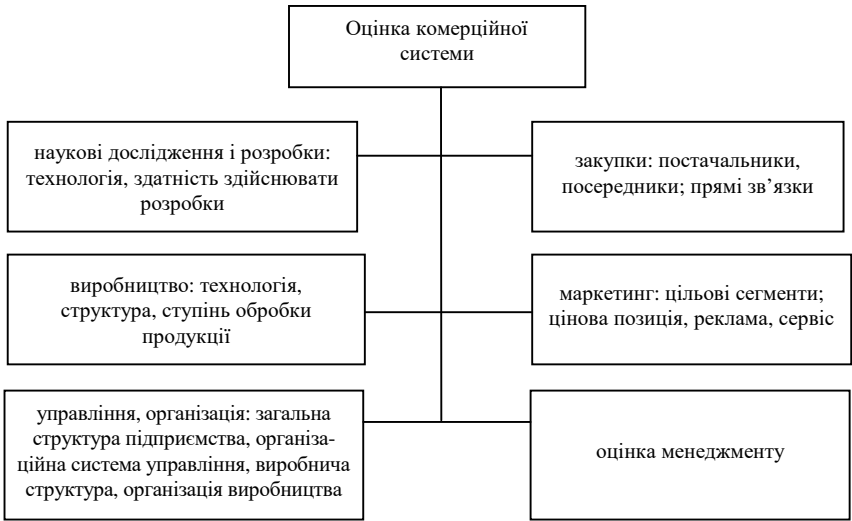 Оцінка комерційної
системи
наукові дослідження і розробки:
технологія, здатність здійснювати
розробки
закупки: постачальники,
посередники; прямі зв’язки
виробництво: технологія,
структура, ступінь обробки
продукції
маркетинг: цільові сегменти;
цінова позиція, реклама, сервіс
управління, організація: загальна
структура підприємства, організа-
ційна система управління, виробнича
структура, організація виробництва
оцінка менеджменту